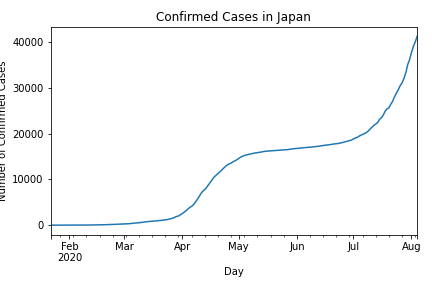 Confirmed Cases in Japan
Number of Confirmed Cases
40000
30000
20000
10000
0
Feb
2020
Mar
Apr
May
Jun
Jul
Aug
Day